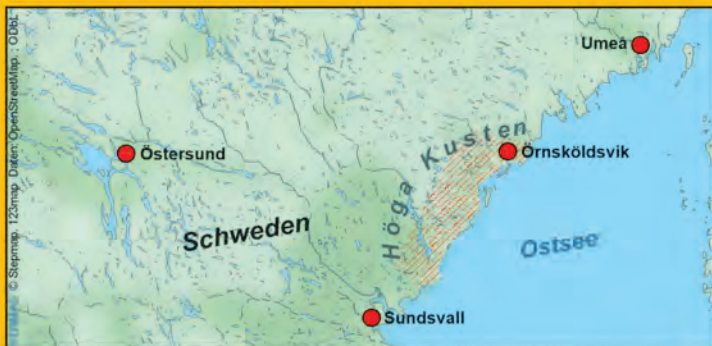 Umeå
Östersund
Örnsköldsvik
Höga Kusten
Schweden
Ostsee
Sundsvall
© Stepmap, 123map Daten: OpenStreetMap, ODbL